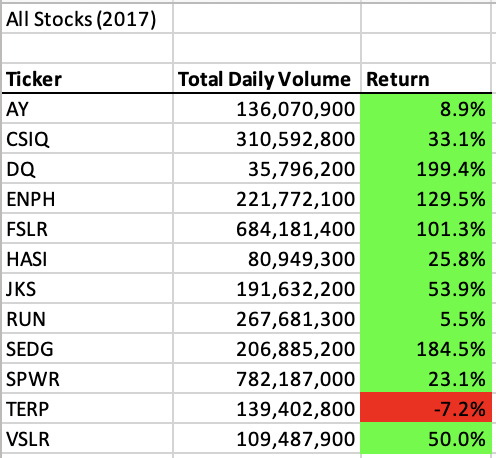 All Stocks (2017)
Ticker Total Daily Volume Return
AY 136,070,900 8.9%
CSIQ 310,592,800 33.1%
DQ 35,796,200 199.4%
ENPH 221,772,100 129.5%
FSLR 684,181,400 101.3%
HASI 80,949,300 25.8%
JKS 191,632,200 53.9%
RUN 267,681,300 5.5%
SEDG 206,885,200 184.5%
SPWR 782,187,000 23.1%
TERP 139,402,800 -7.2%
VSLR 109,487,900 50.0%